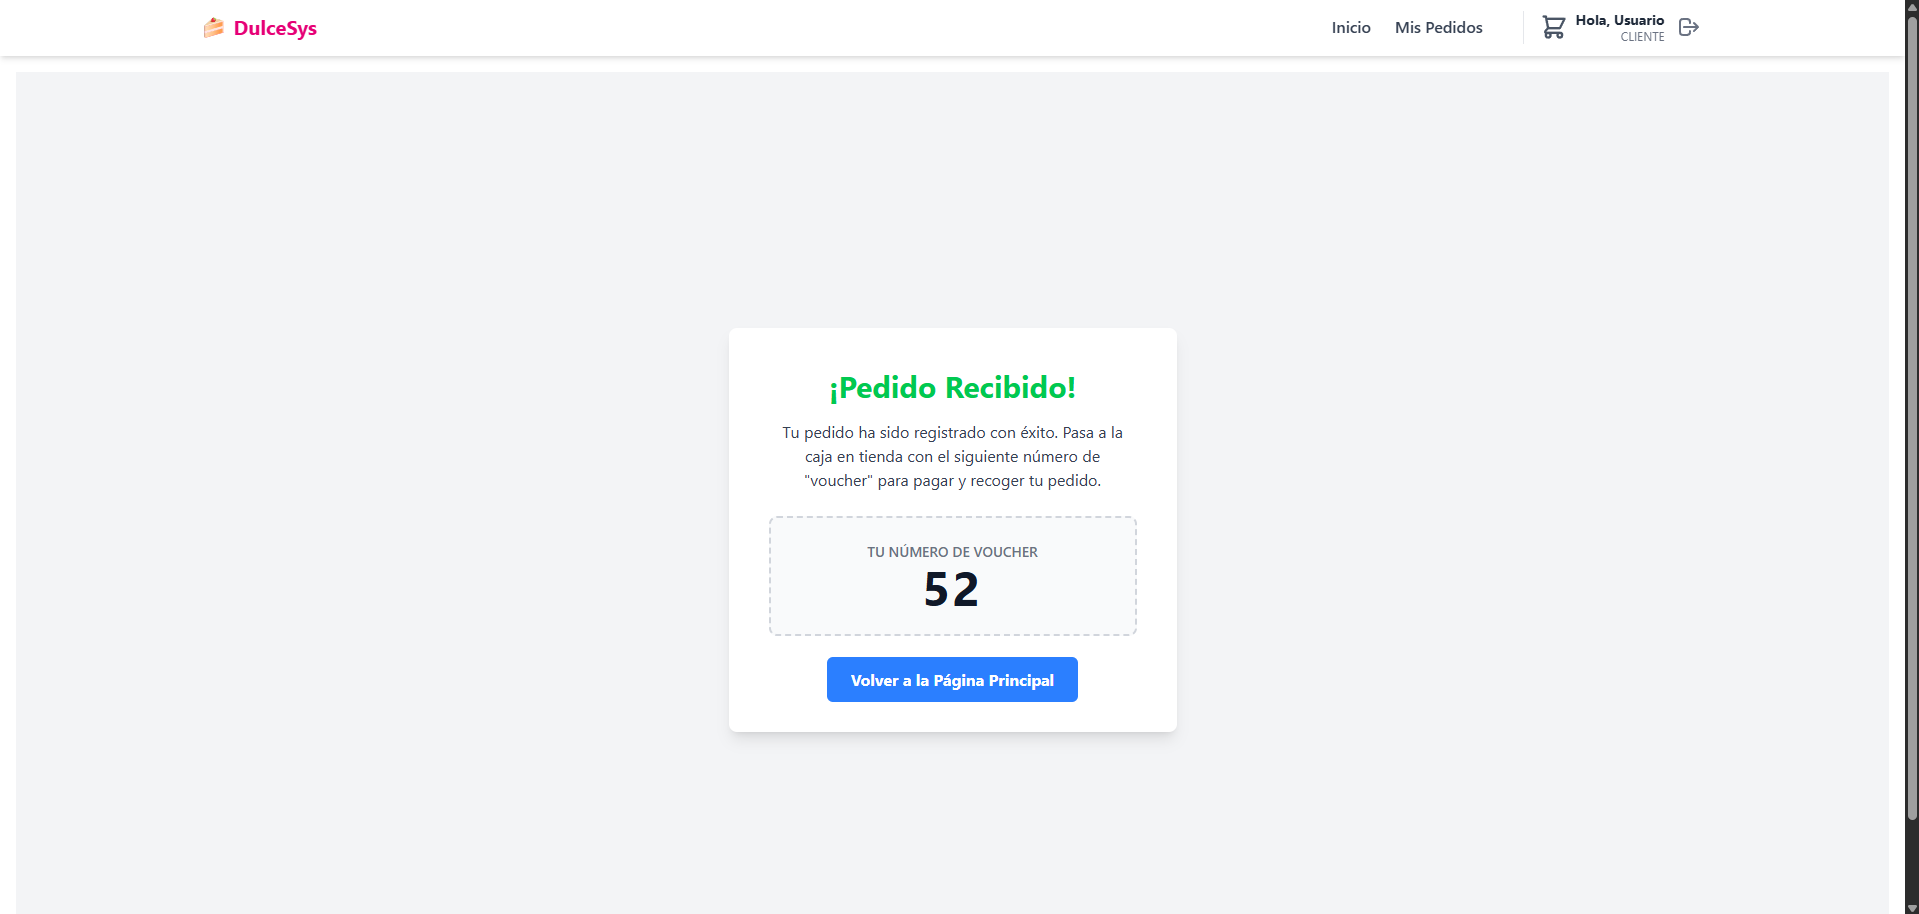 DulceSys
Inicio
Mis Pedidos
Hola, Usuario
CLIENTE
¡Pedido Recibido!
Tu pedido ha sido registrado con éxito. Pasa a la
caja en tienda con el siguiente número de
"voucher" para pagar y recoger tu pedido.
TU NÚMERO DE VOUCHER
52
Volver a la Página Principal